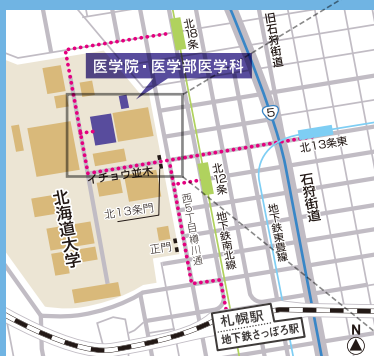 北18条
旧石狩街道
医学院・医学部医学科
5
北13条東
イチョウ並木
北12条
石狩街道
北海道大学
北13条門
西5丁目樽川通
地下鉄南北線
地下鉄東豊線
正門
札幌駅
地下鉄さっぽろ駅
N